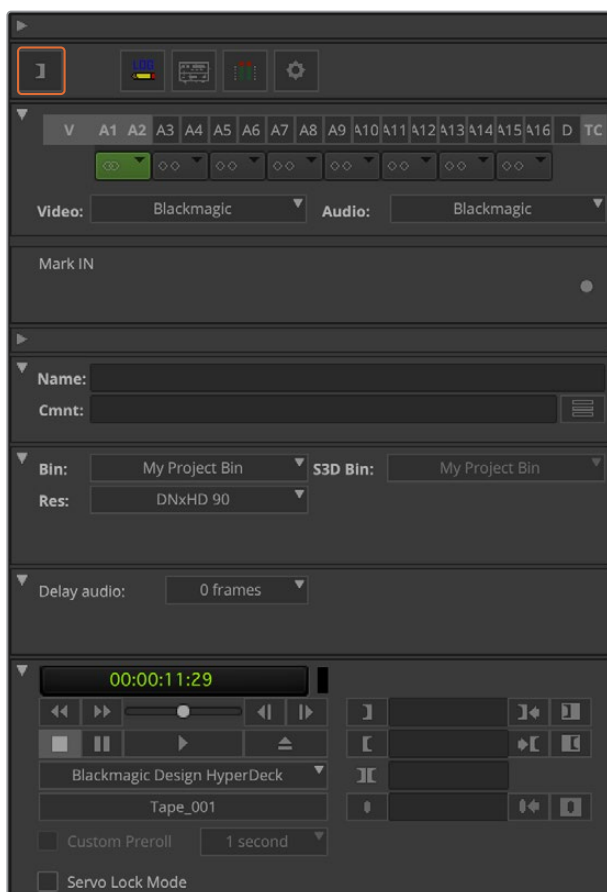 LOG
V A1 A2 A3 A4 A5 A6 A7 A8 A9 A10 A11 A12 A13 A14 A15 A16 D TC
Video: Blackmagic Audio: Blackmagic
Mark IN
Name:
Cmnt:
Bin: My Project Bin S3D Bin: My Project Bin
Res: DNxHD 90
Delay audio: 0 frames
00:00:11:29
Blackmagic Design HyperDeck
Tape_001
Custom Preroll 1 second
Servo Lock Mode